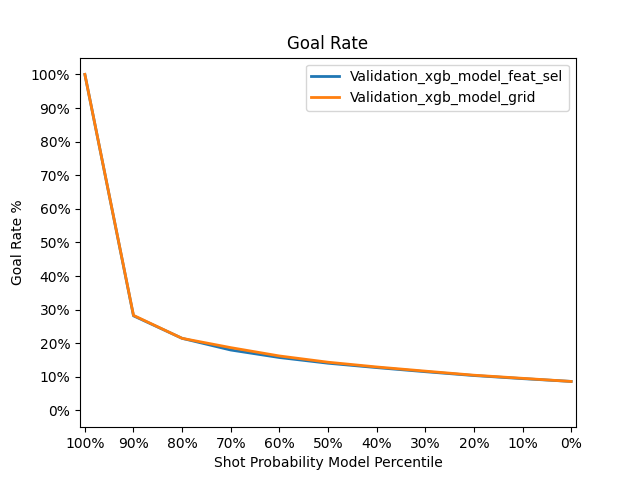 Goal Rate
Validation_xgb_model_feat_sel
Validation_xgb_model_grid
100%
90%
80%
70%
60%
50%
40%
30%
20%
10%
0%
Goal Rate %
100% 90% 80% 70% 60% 50% 40% 30% 20% 10% 0%
Shot Probability Model Percentile